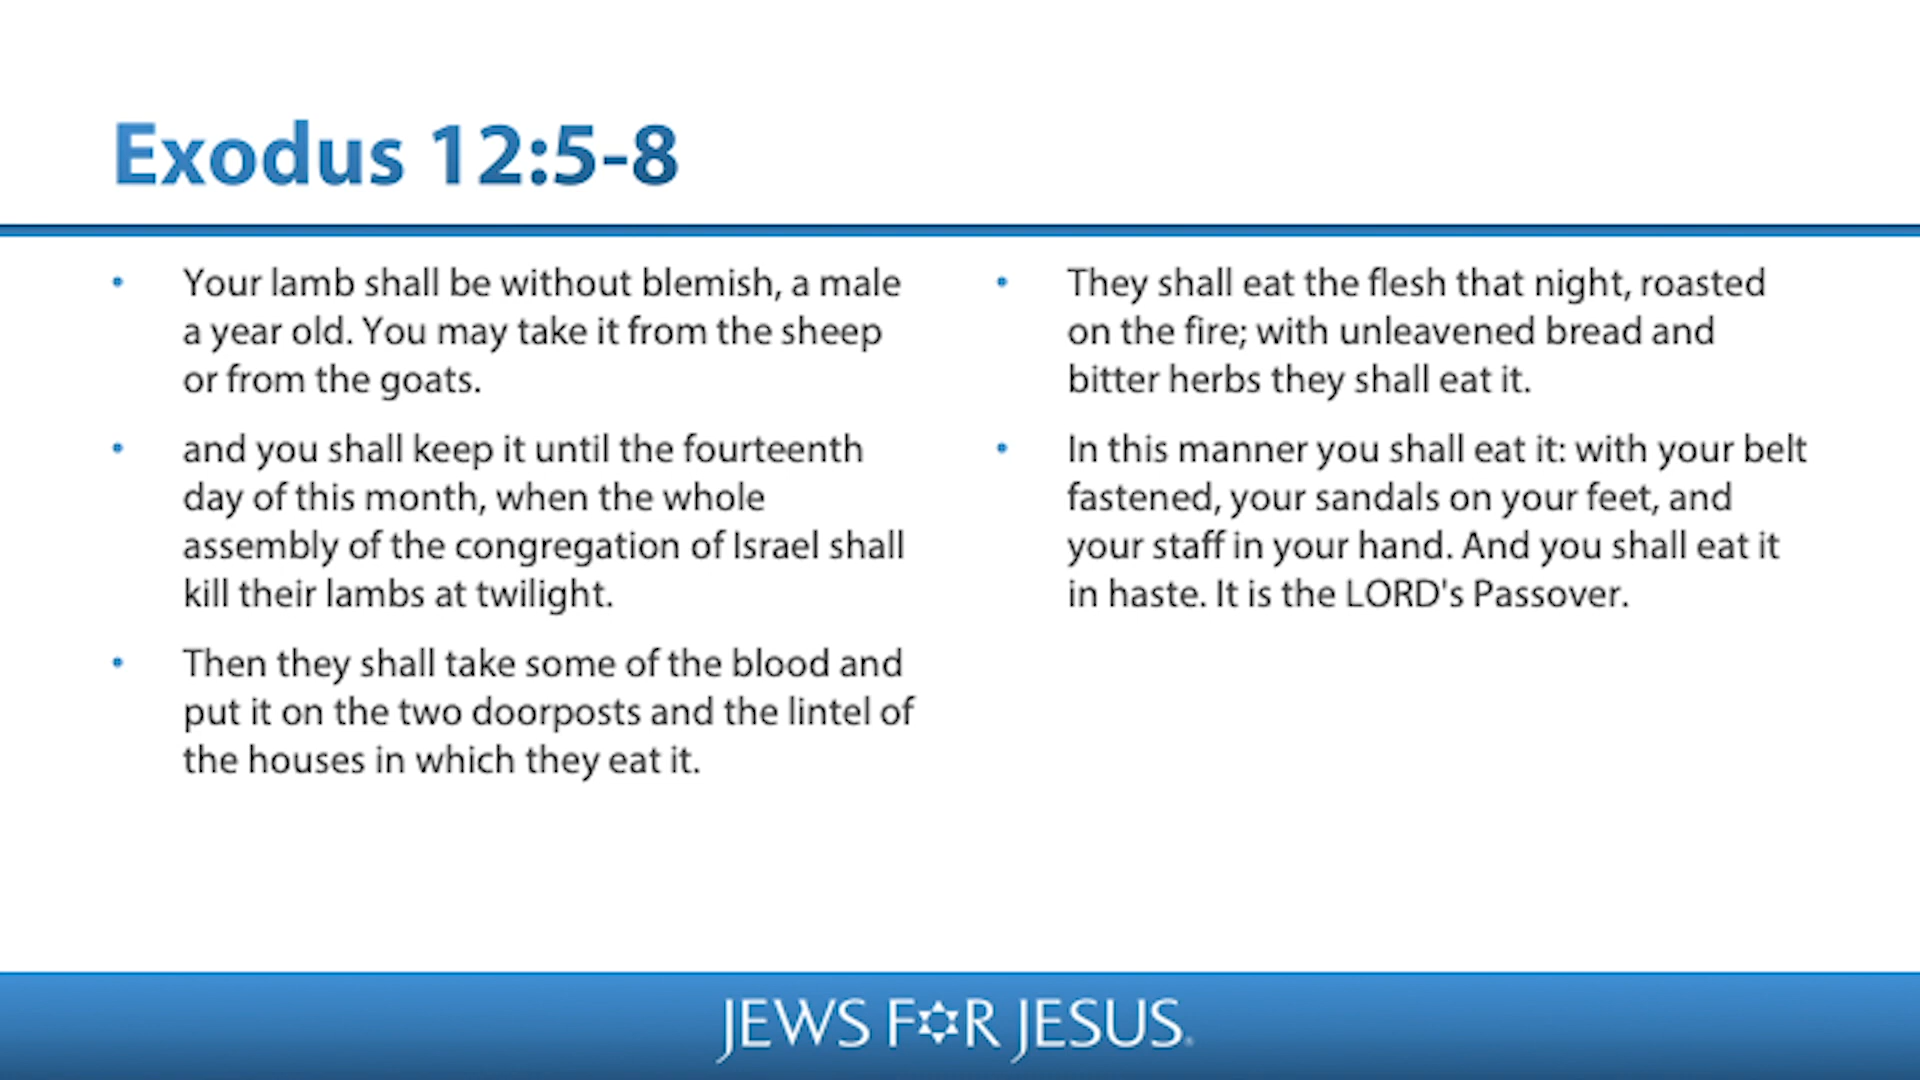 Exodus 12:5-8
• Your lamb shall be without blemish, a male
a year old. You may take it from the sheep
or from the goats.
• and you shall keep it until the fourteenth
day of this month, when the whole
assembly of the congregation of Israel shall
kill their lambs at twilight.
• Then they shall take some of the blood and
put it on the two doorposts and the lintel of
the houses in which they eat it.
• They shall eat the flesh that night, roasted
on the fire; with unleavened bread and
bitter herbs they shall eat it.
• In this manner you shall eat it: with your belt
fastened, your sandals on your feet, and
your staff in your hand. And you shall eat it
in haste. It is the LORD's Passover.
JEWS FOR JESUS